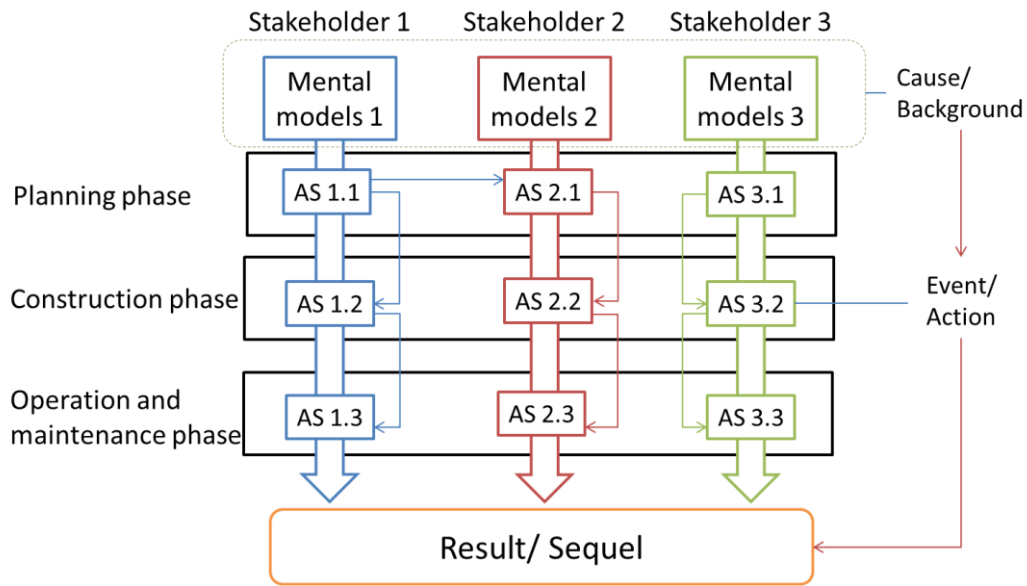 Stakeholder 1 Stakeholder 2 Stakeholder 3
Mental
models 1
Mental
models 2
Mental
models 3
Cause/
Background
Planning phase
AS 1.1
AS 2.1
AS 3.1
Construction phase
AS 1.2
AS 2.2
AS 3.2
Event/
Action
Operation and
maintenance phase
AS 1.3
AS 2.3
AS 3.3
Result/ Sequel